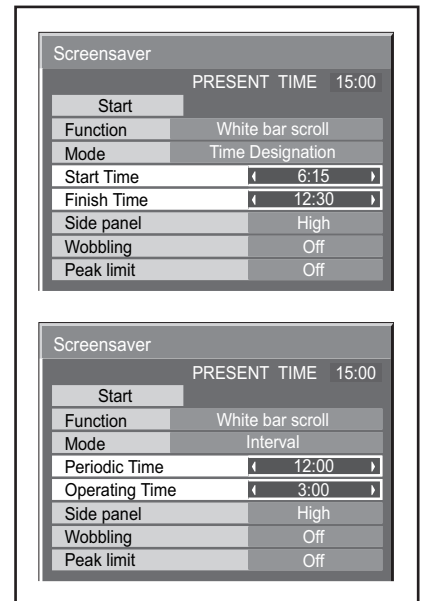 Screensaver
PRESENT TIME 15:00
Start
Function White bar scroll
Mode Time Designation
Start Time 6:15
Finish Time 12:30
Side panel High
Wobbling Off
Peak limit Off
Screensaver
PRESENT TIME 15:00
Start
Function White bar scroll
Mode Interval
Periodic Time 12:00
Operating Time 3:00
Side panel High
Wobbling Off
Peak limit Off